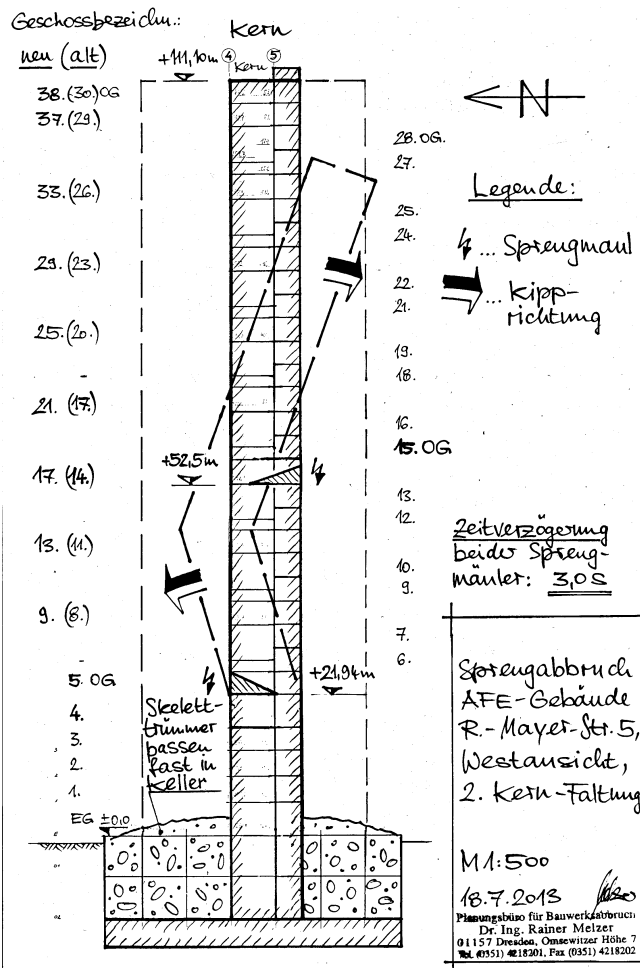 Geschossbezeichn.:
neu (alt)
Kern
+111,10m
4
5
Kern
38.(30.)OG
37.(29.)
33.(26.)
29.(23.)
25.(20.)
21.(17.)
17.(14.)
13.(11.)
9.(8.)
5.OG
4.
3.
2.
1.
EG ±0,0
+52,5m
+21,94m
Skelett-
trümmer
passen
fast in
Keller
28.OG.
27.
25.
24.
22.
21.
19.
18.
16.
15.OG
13.
12.
10.
9.
7.
6.
N
Legende:
... Sprengmaul
... Kipp-
richtung
Zeitverzögerung
beider Spreng-
mäuler: 3,0s
Sprengabbruch
AFE-Gebäude
R.-Mayer-Str.5,
Westansicht,
2. Kern-Faltung
M1:500
18.7.2013
Planungsbüro für Bauwerksabbruch
Dr. Ing. Rainer Melzer
01157 Dresden, Omsewitzer Höhe 7
Tel. (0351) 4218201, Fax (0351) 4218202